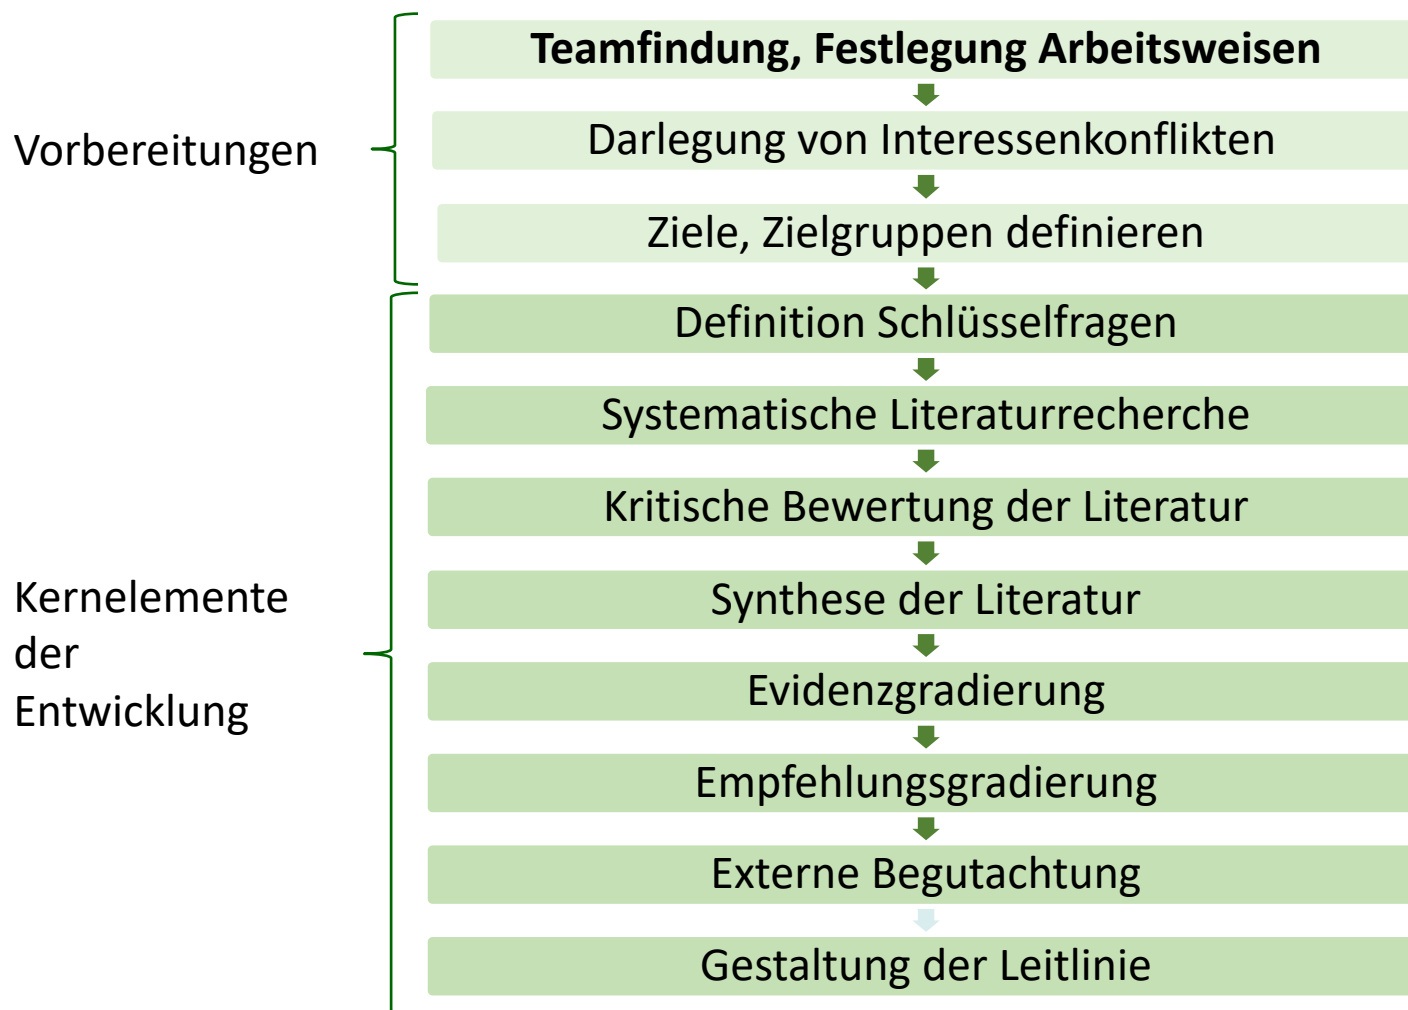 Vorbereitungen
Teamfindung, Festlegung Arbeitsweisen
Darlegung von Interessenkonflikten
Ziele, Zielgruppen definieren
Kernelemente
der
Entwicklung
Definition Schlüsselfragen
Systematische Literaturrecherche
Kritische Bewertung der Literatur
Synthese der Literatur
Evidenzgradierung
Empfehlungsgradierung
Externe Begutachtung
Gestaltung der Leitlinie